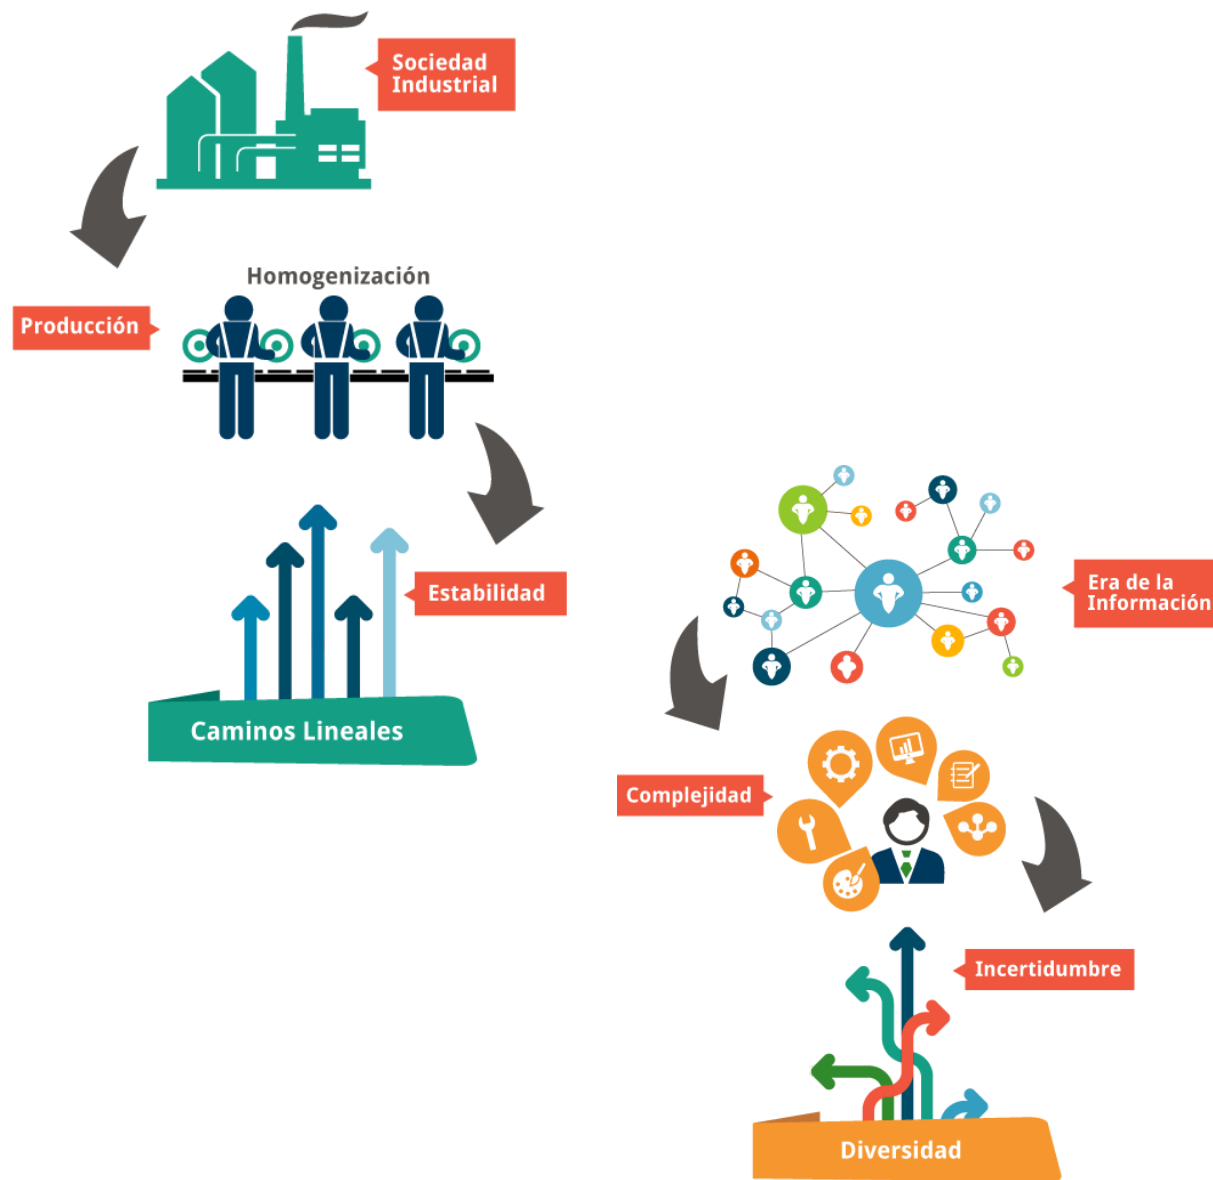 Sociedad
Industrial
Homogenización
Producción
Estabilidad
Caminos Lineales
Era de la
Información
Complejidad
Incertidumbre
Diversidad